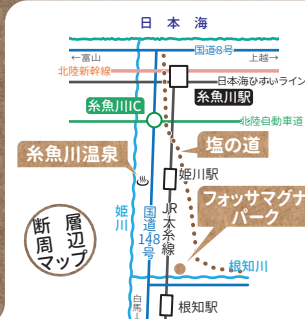 日本海
国道8号
←富山
上越→
北陸新幹線
日本海ひすいライン
糸魚川駅
糸魚川IC
北陸自動車道
塩の道
糸魚川温泉
姫川駅
フォッサマグナ
パーク
姫川
国道148号
JR大糸線
断層
周辺
マップ
根知川
白馬↓
根知駅